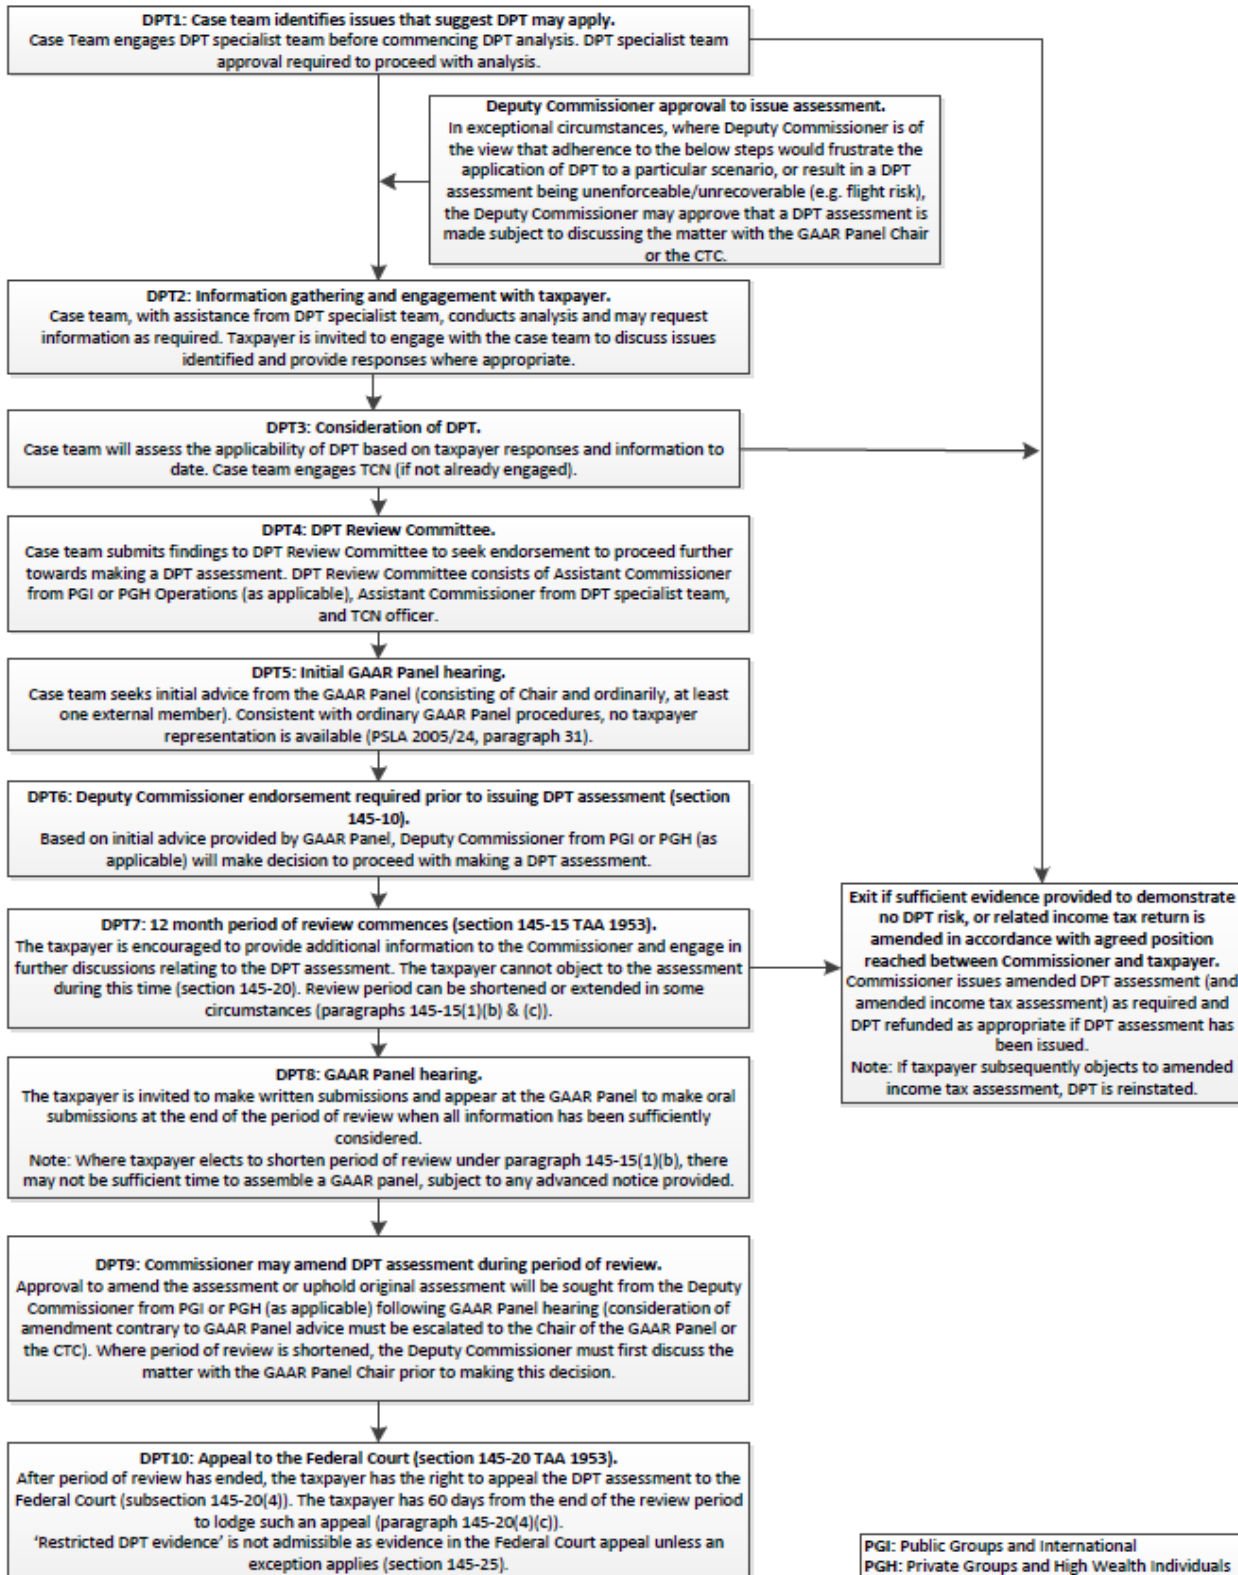 DPT1: Case team identifies issues that suggest DPT may apply.
Case Team engages DPT specialist team before commencing DPT analysis. DPT specialist team
approval required to proceed with analysis.
Deputy Commissioner approval to issue assessment.
In exceptional circumstances, where Deputy Commissioner is of
the view that adherence to the below steps would frustrate the
application of DPT to a particular scenario, or result in a DPT
assessment being unenforceable/unrecoverable (e.g. flight risk),
the Deputy Commissioner may approve that a DPT assessment is
made subject to discussing the matter with the GAAR Panel Chair
or the CTC.
DPT2: Information gathering and engagement with taxpayer.
Case team, with assistance from DPT specialist team, conducts analysis and may request
information as required. Taxpayer is invited to engage with the case team to discuss issues
identified and provide responses where appropriate.
DPT3: Consideration of DPT.
Case team will assess the applicability of DPT based on taxpayer responses and information to
date. Case team engages TCN (if not already engaged).
DPT4: DPT Review Committee.
Case team submits findings to DPT Review Committee to seek endorsement to proceed further
towards making a DPT assessment. DPT Review Committee consists of Assistant Commissioner
from PGI or PGH Operations (as applicable), Assistant Commissioner from DPT specialist team,
and TCN officer.
DPT5: Initial GAAR Panel hearing.
Case team seeks initial advice from the GAAR Panel (consisting of Chair and ordinarily, at least
one external member). Consistent with ordinary GAAR Panel procedures, no taxpayer
representation is available (PSLA 2005/24, paragraph 31).
DPT6: Deputy Commissioner endorsement required prior to issuing DPT assessment (section
145-10).
Based on initial advice provided by GAAR Panel, Deputy Commissioner from PGI or PGH (as
applicable) will make decision to proceed with making a DPT assessment.
DPT7: 12 month period of review commences (section 145-15 TAA 1953).
The taxpayer is encouraged to provide additional information to the Commissioner and engage in
further discussions relating to the DPT assessment. The taxpayer cannot object to the assessment
during this time (section 145-20). Review period can be shortened or extended in some
circumstances (paragraphs 145-15(1)(b) & (c)).
Exit if sufficient evidence provided to demonstrate
no DPT risk, or related income tax return is
amended in accordance with agreed position
reached between Commissioner and taxpayer.
Commissioner issues amended DPT assessment (and
amended income tax assessment) as required and
DPT refunded as appropriate if DPT assessment has
been issued.
Note: If taxpayer subsequently objects to amended
income tax assessment, DPT is reinstated.
DPT8: GAAR Panel hearing.
The taxpayer is invited to make written submissions and appear at the GAAR Panel to make oral
submissions at the end of the period of review when all information has been sufficiently
considered.
Note: Where taxpayer elects to shorten period of review under paragraph 145-15(1)(b), there
may not be sufficient time to assemble a GAAR panel, subject to any advanced notice provided.
DPT9: Commissioner may amend DPT assessment during period of review.
Approval to amend the assessment or uphold original assessment will be sought from the Deputy
Commissioner from PGI or PGH (as applicable) following GAAR Panel hearing (consideration of
amendment contrary to GAAR Panel advice must be escalated to the Chair of the GAAR Panel or
the CTC). Where period of review is shortened, the Deputy Commissioner must first discuss the
matter with the GAAR Panel Chair prior to making this decision.
DPT10: Appeal to the Federal Court (section 145-20 TAA 1953).
After period of review has ended, the taxpayer has the right to appeal the DPT assessment to the
Federal Court (subsection 145-20(4)). The taxpayer has 60 days from the end of the review period
to lodge such an appeal (paragraph 145-20(4)(c)).
‘Restricted DPT evidence’ is not admissible as evidence in the Federal Court appeal unless an
exception applies (section 145-25).
PGI: Public Groups and International
PGH: Private Groups and High Wealth Individuals